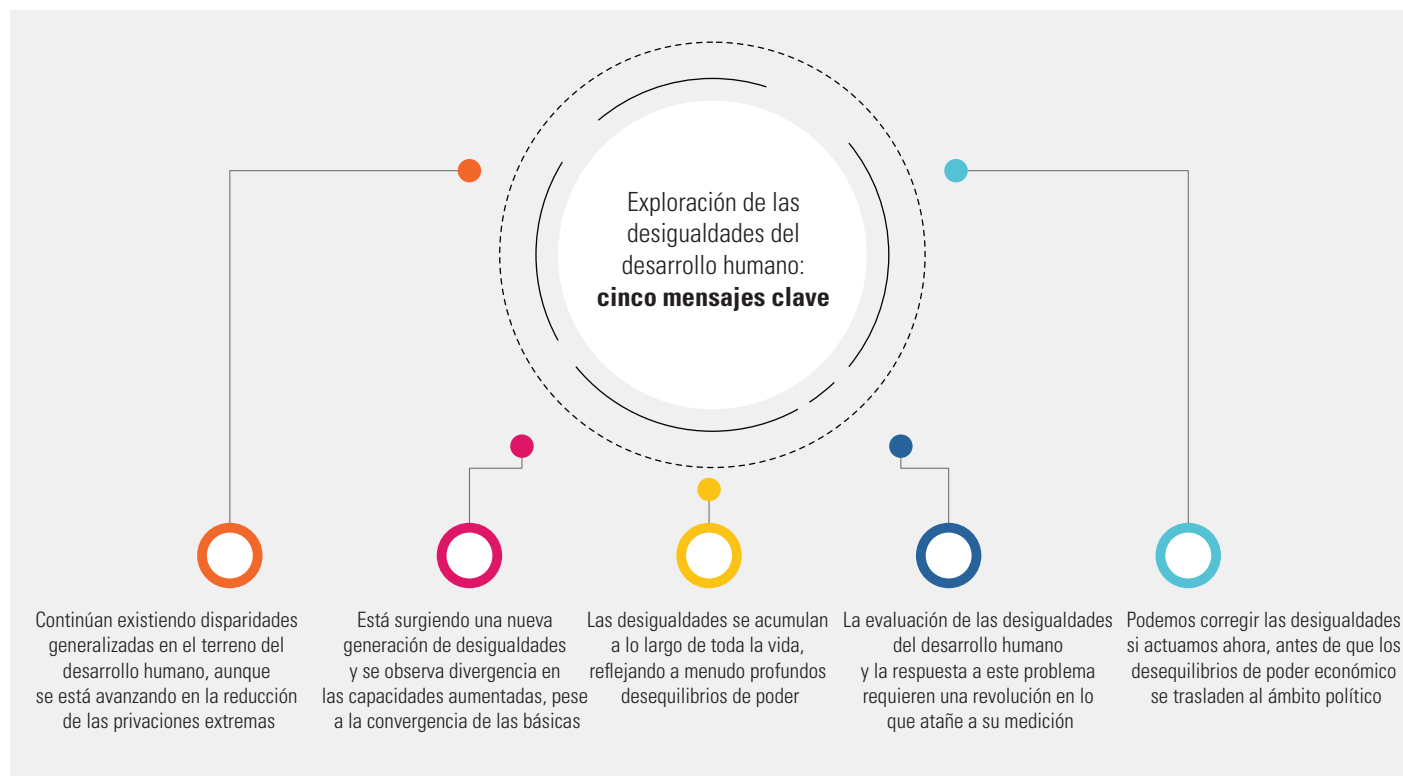 Exploración de las
desigualdades del
desarrollo humano:
cinco mensajes clave
Continúan existiendo disparidades
generalizadas en el terreno del
desarrollo humano, aunque
se está avanzando en la reducción
de las privaciones extremas
Está surgiendo una nueva
generación de desigualdades
y se observa divergencia en
las capacidades aumentadas, pese
a la convergencia de las básicas
Las desigualdades se acumulan
a lo largo de toda la vida,
reflejando a menudo profundos
desequilibrios de poder
La evaluación de las desigualdades
del desarrollo humano
y la respuesta a este problema
requieren una revolución en lo
que atañe a su medición
Podemos corregir las desigualdades
si actuamos ahora, antes de que los
desequilibrios de poder económico
se trasladen al ámbito político